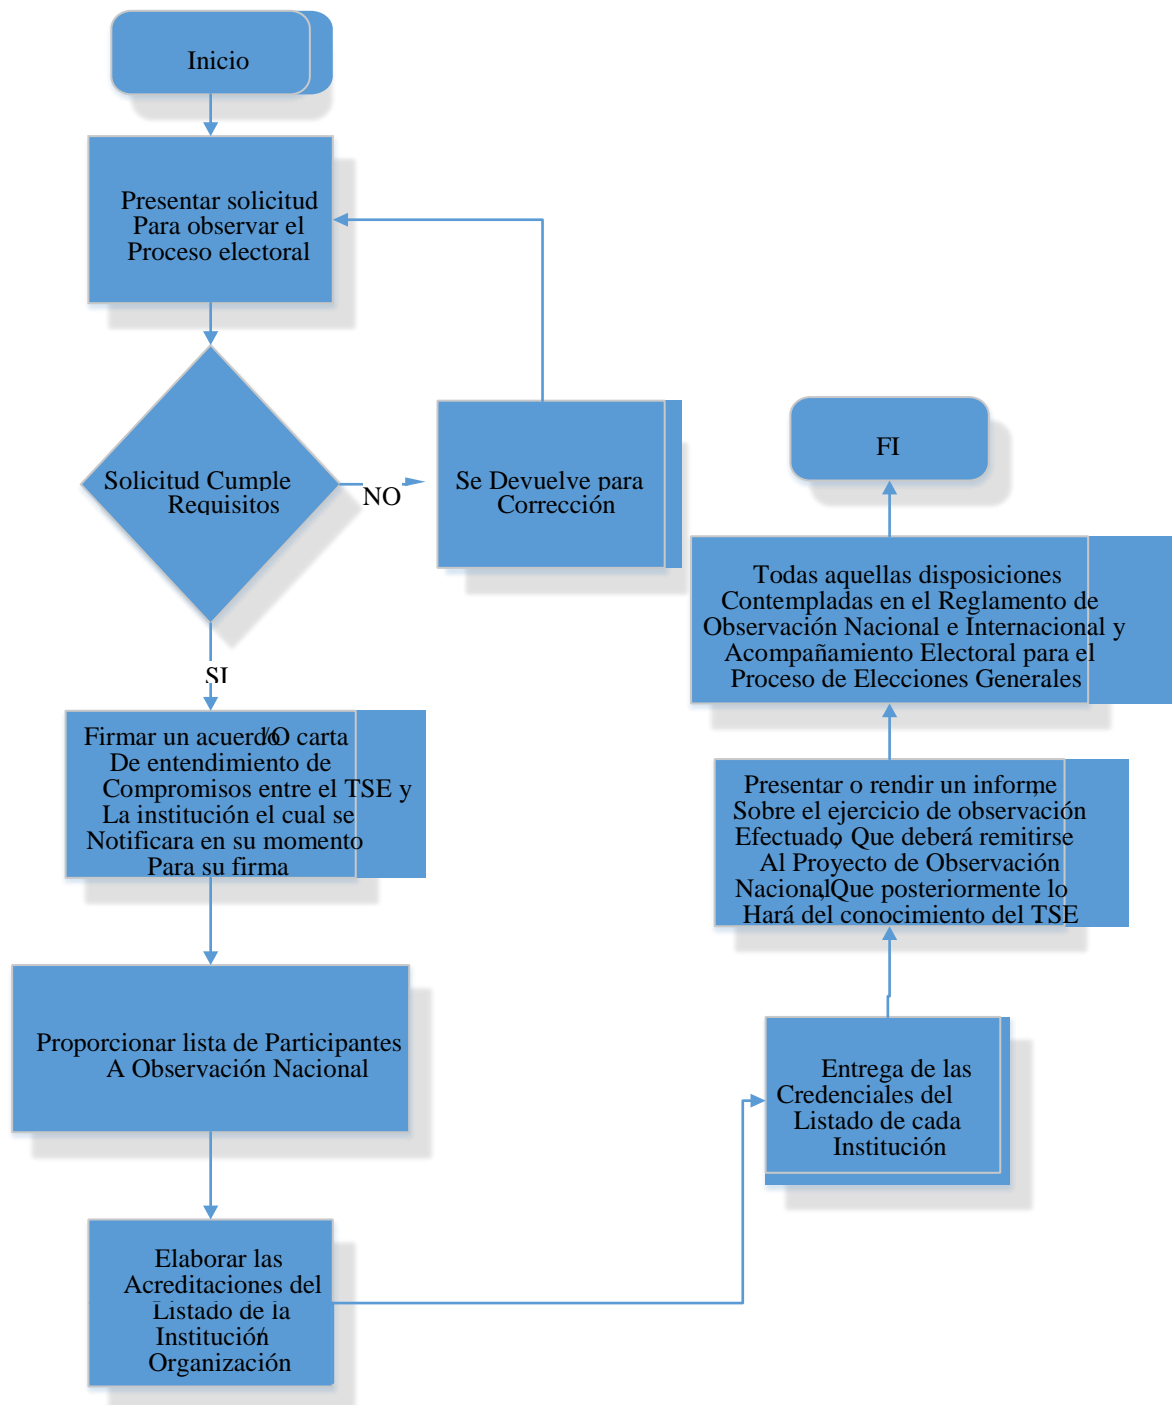 Inicio
Presentar solicitud
Para observar el
Proceso electoral
Solicitud Cumple
Requisitos
NO
Se Devuelve para
Corrección
SI
Firmar un acuerdo/O carta
De entendimiento de
Compromisos entre el TSE y
La institución el cual se
Notificara en su momento
Para su firma
Proporcionar lista de Participantes
A Observación Nacional
Elaborar las
Acreditaciones del
Listado de la
Institución/
Organización
Entrega de las
Credenciales del
Listado de cada
Institución
Presentar o rendir un informe,
Sobre el ejercicio de observación
Efectuado, Que deberá remitirse
Al Proyecto de Observación
Nacional, Que posteriormente lo
Hará del conocimiento del TSE.
Todas aquellas disposiciones
Contempladas en el Reglamento de
Observación Nacional e Internacional y
Acompañamiento Electoral para el
Proceso de Elecciones Generales.
FI